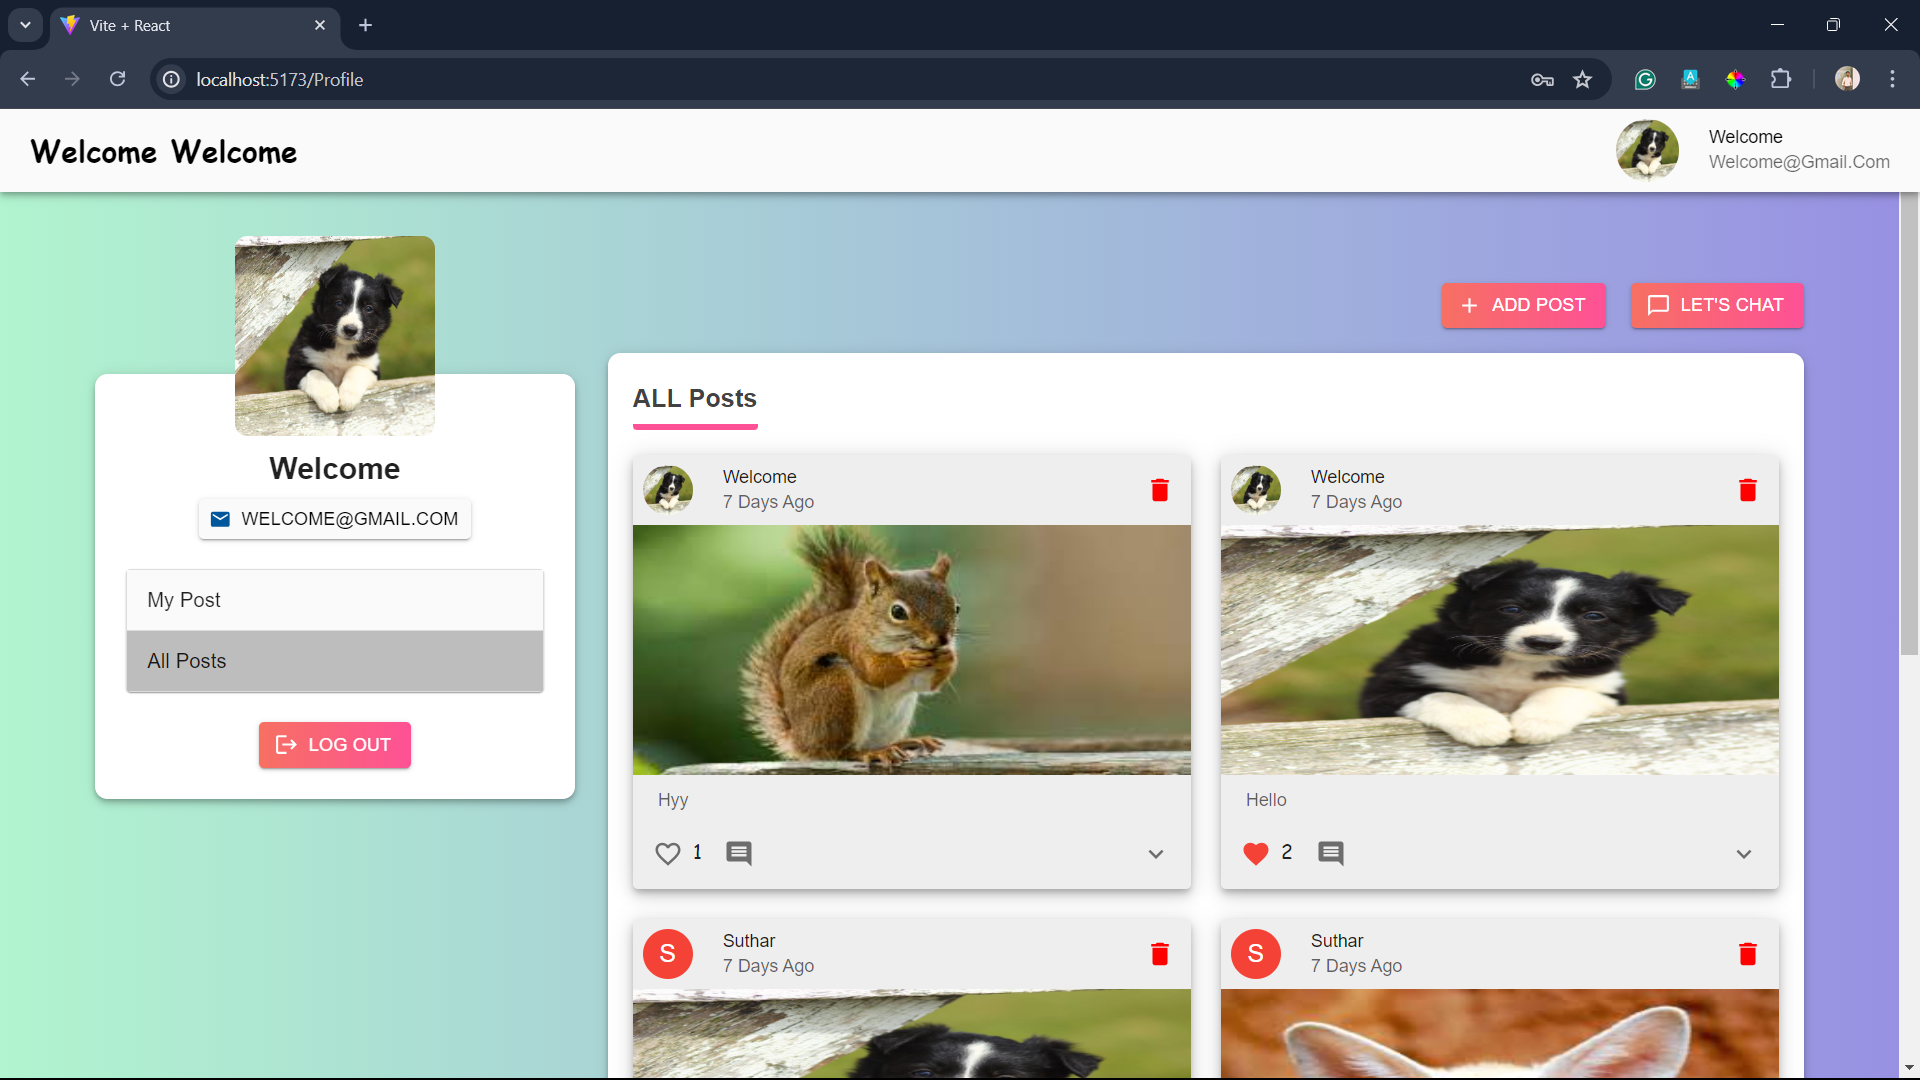 Vite + React
localhost:5173/Profile
Welcome Welcome
Welcome
Welcome@Gmail.Com
ADD POST
LET'S CHAT
Welcome
WELCOME@GMAIL.COM
My Post
All Posts
LOG OUT
ALL Posts
Welcome
7 Days Ago
Hyy
1
Welcome
7 Days Ago
Hello
2
S
Suthar
7 Days Ago
S
Suthar
7 Days Ago